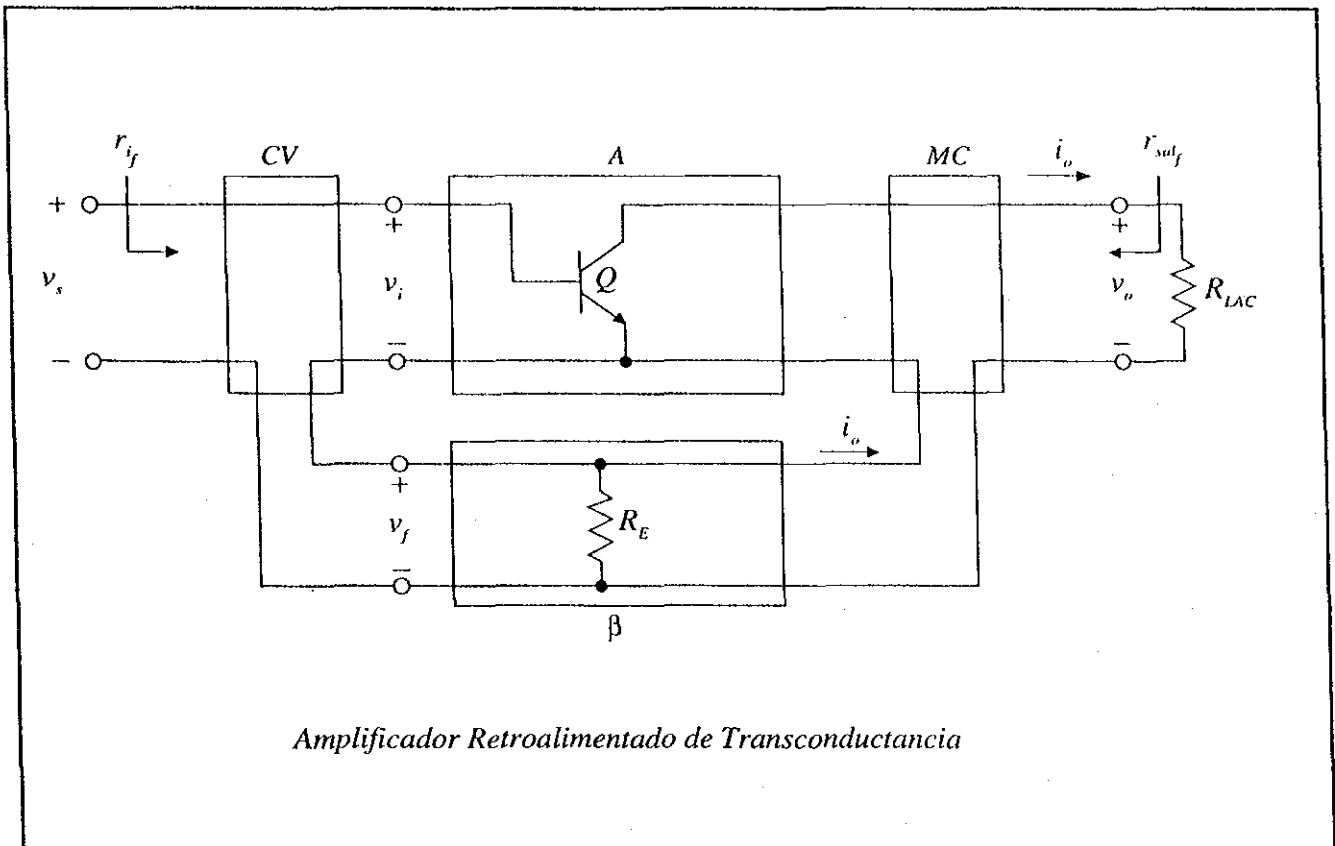 r_{i_f}
CV
A
MC
i_o
r_{sal_f}
+
+
+
v_s
v_i
Q
v_o
R_{LAC}
−
−
−
i_o
+
v_f
R_E
−
β
Amplificador Retroalimentado de Transconductancia